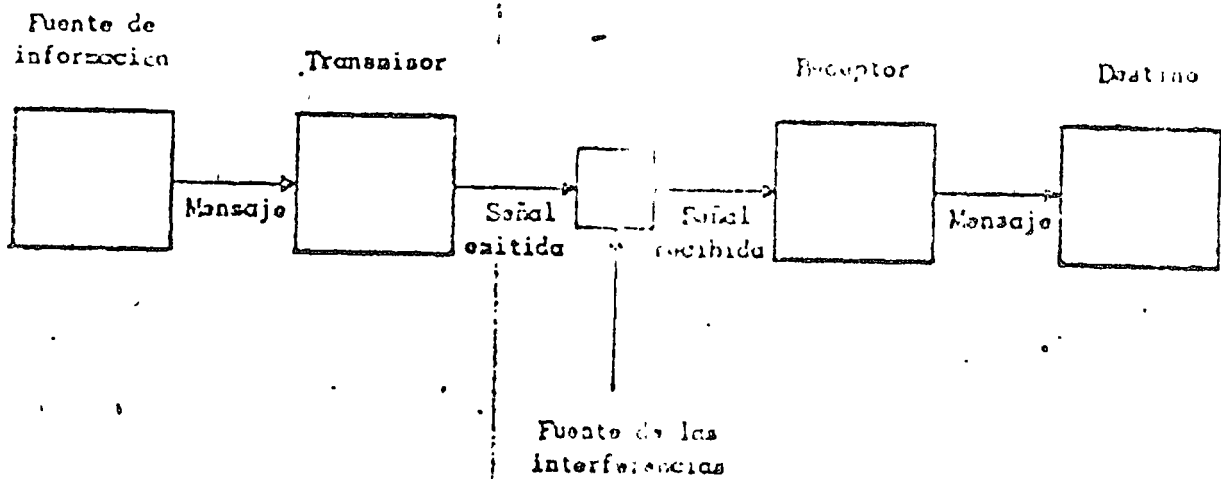 Fuente de
información
Transmisor
Receptor
Destino
Mensaje
Señal
emitida
Señal
recibida
Mensaje
Fuente de las
interferencias